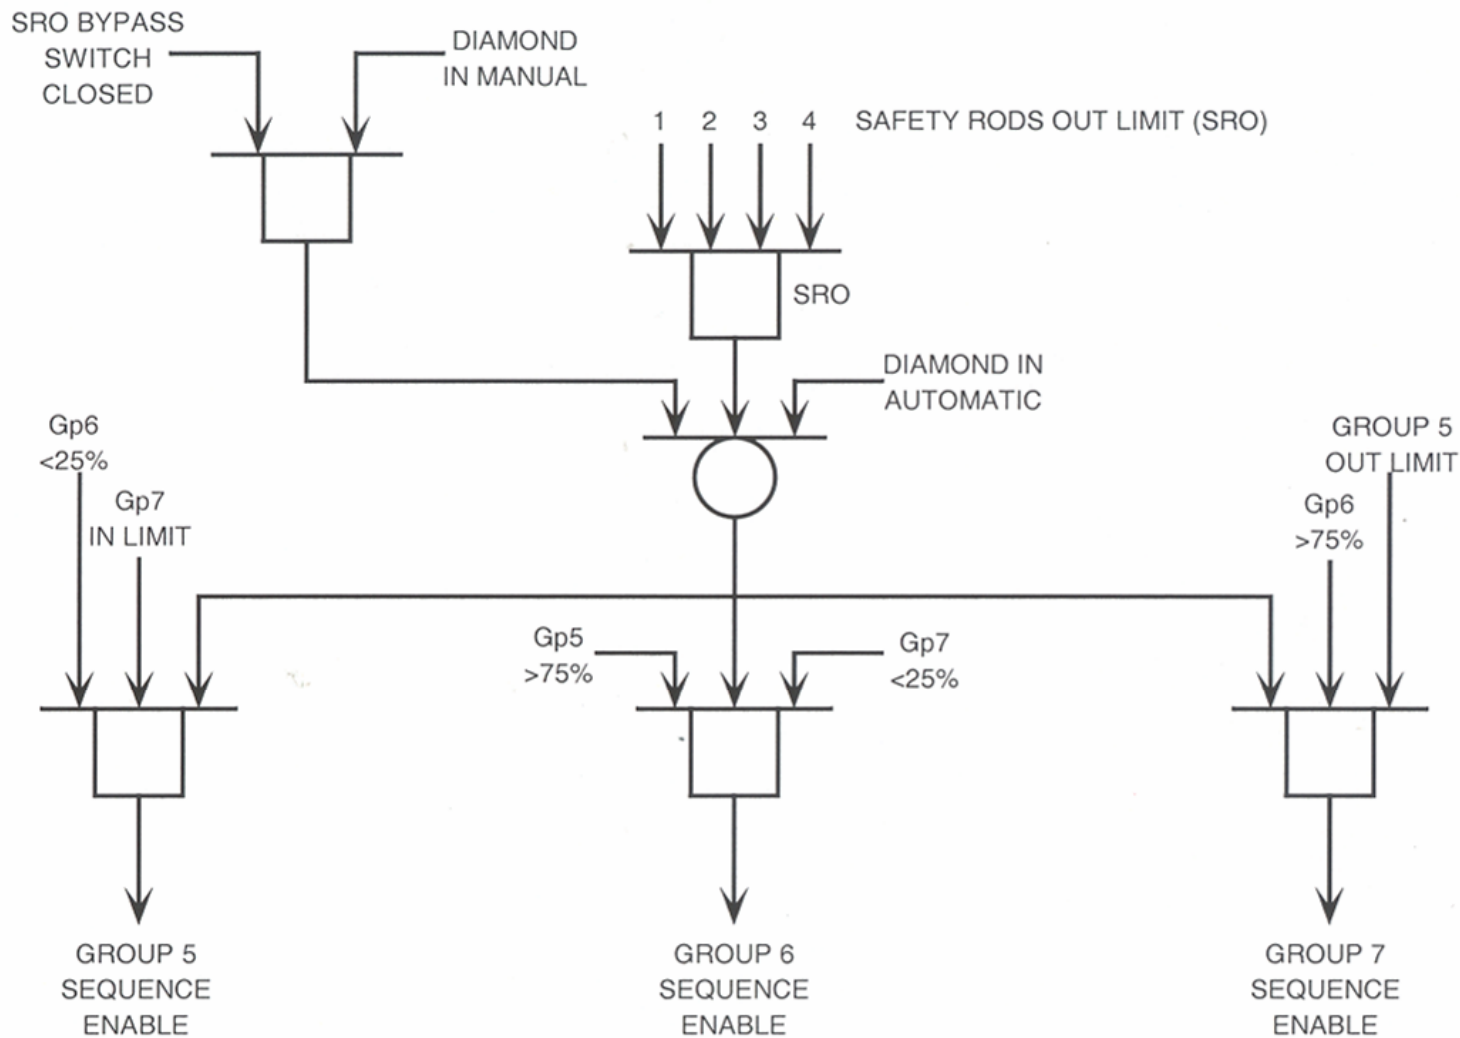 SRO BYPASS
SWITCH
CLOSED
DIAMOND
IN MANUAL
1 2 3 4 SAFETY RODS OUT LIMIT (SRO)
SRO
DIAMOND IN
AUTOMATIC
Gp6
<25%
Gp7
IN LIMIT
GROUP 5
OUT LIMIT
Gp6
>75%
Gp5
>75%
Gp7
<25%
GROUP 5
SEQUENCE
ENABLE
GROUP 6
SEQUENCE
ENABLE
GROUP 7
SEQUENCE
ENABLE